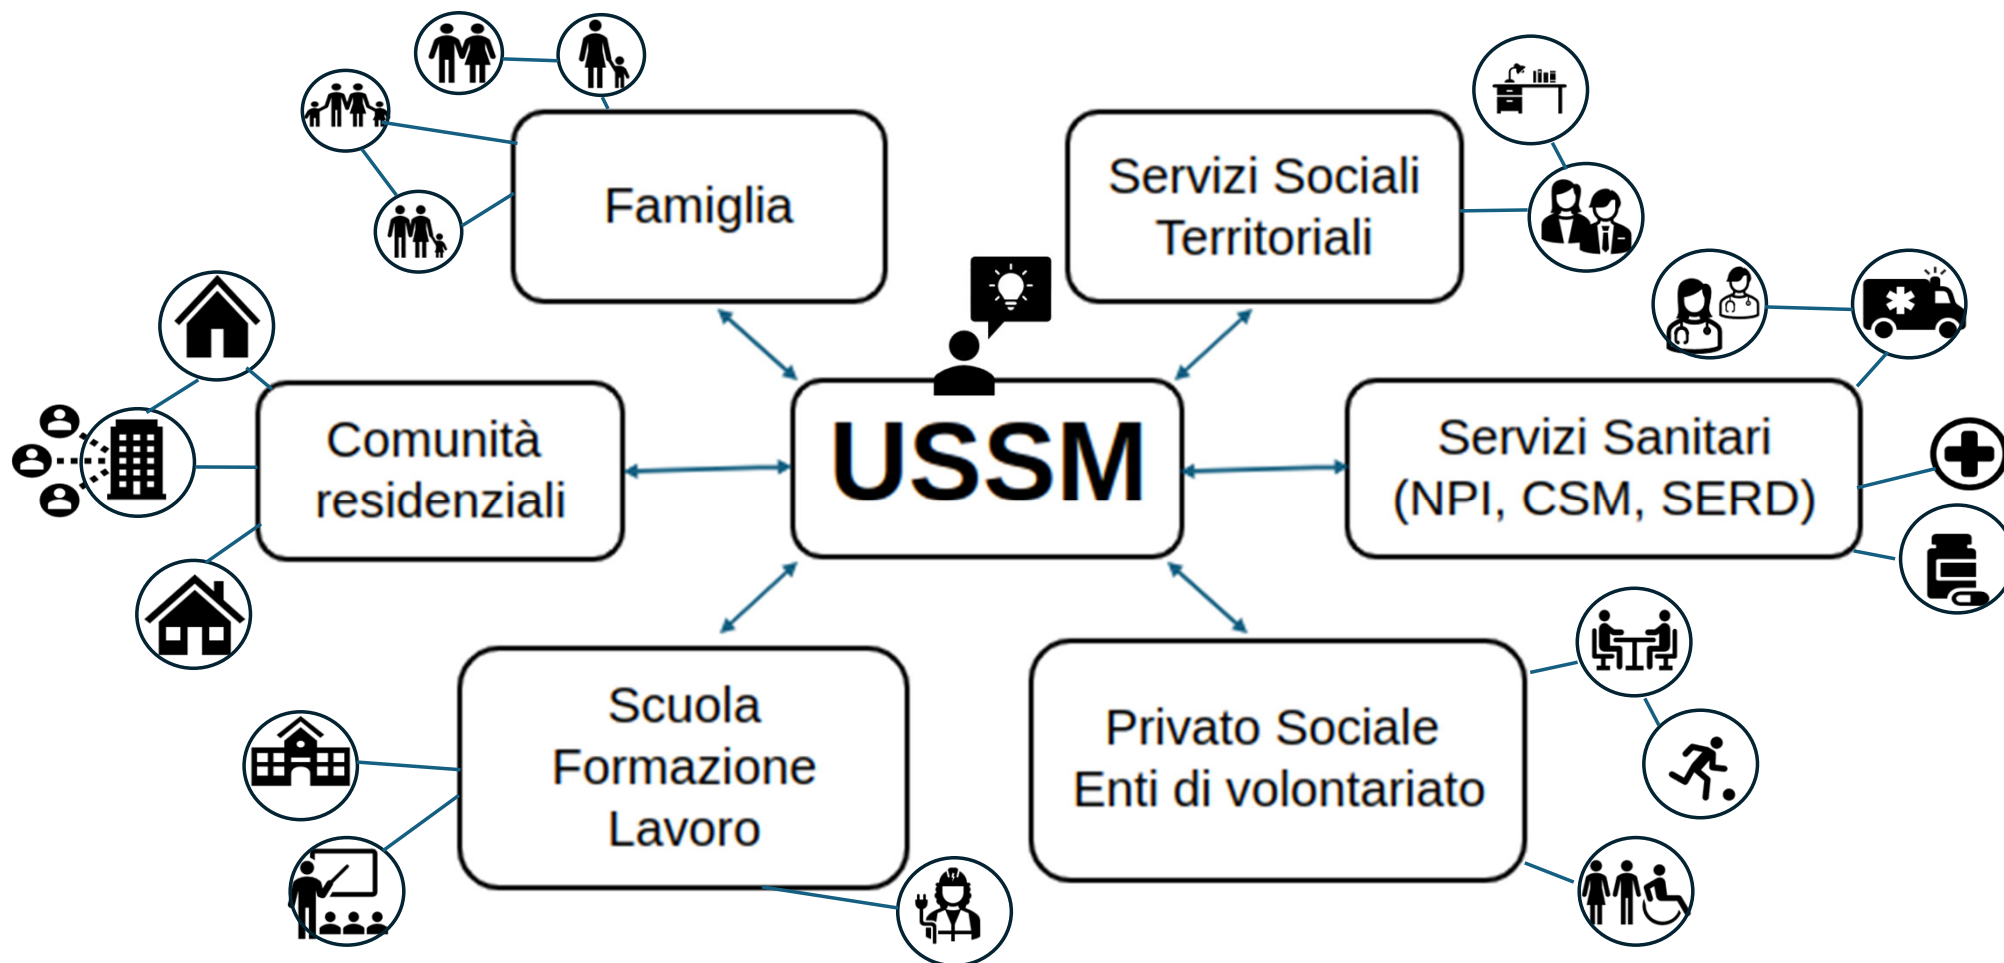 Famiglia
Servizi Sociali
Territoriali
Comunità
residenziali
USSM
Servizi Sanitari
(NPI, CSM, SERD)
Scuola
Formazione
Lavoro
Privato Sociale
Enti di volontariato